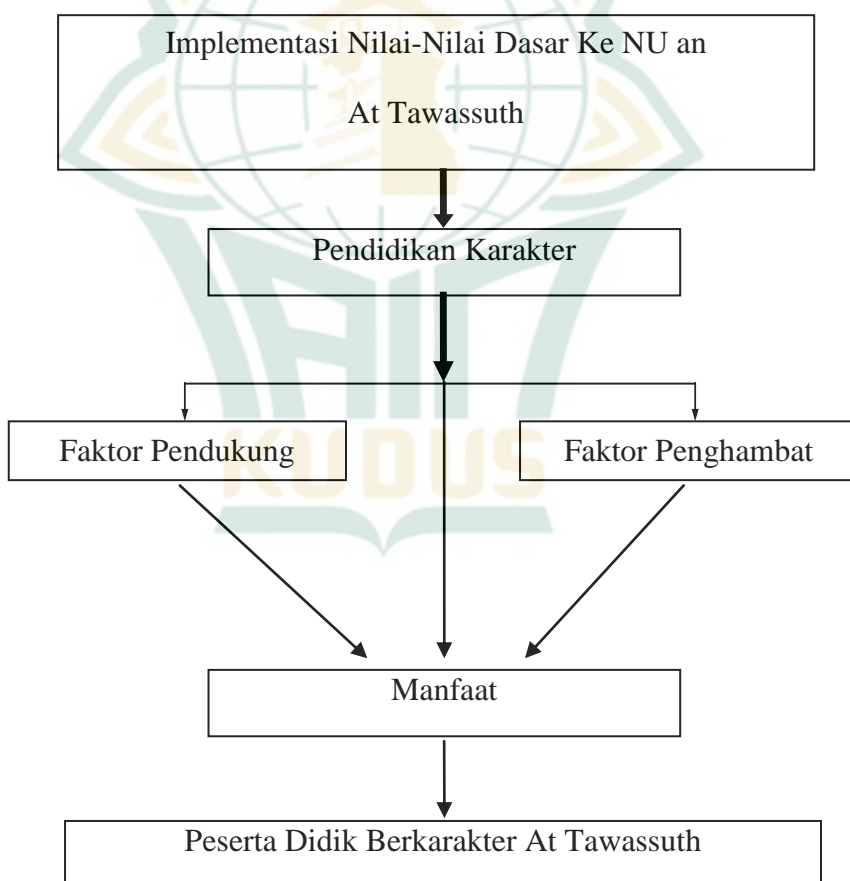 Implementasi Nilai-Nilai Dasar Ke NU an
At Tawassuth
Pendidikan Karakter
Faktor Pendukung
Faktor Penghambat
KUDUS
Manfaat
Peserta Didik Berkarakter At Tawassuth